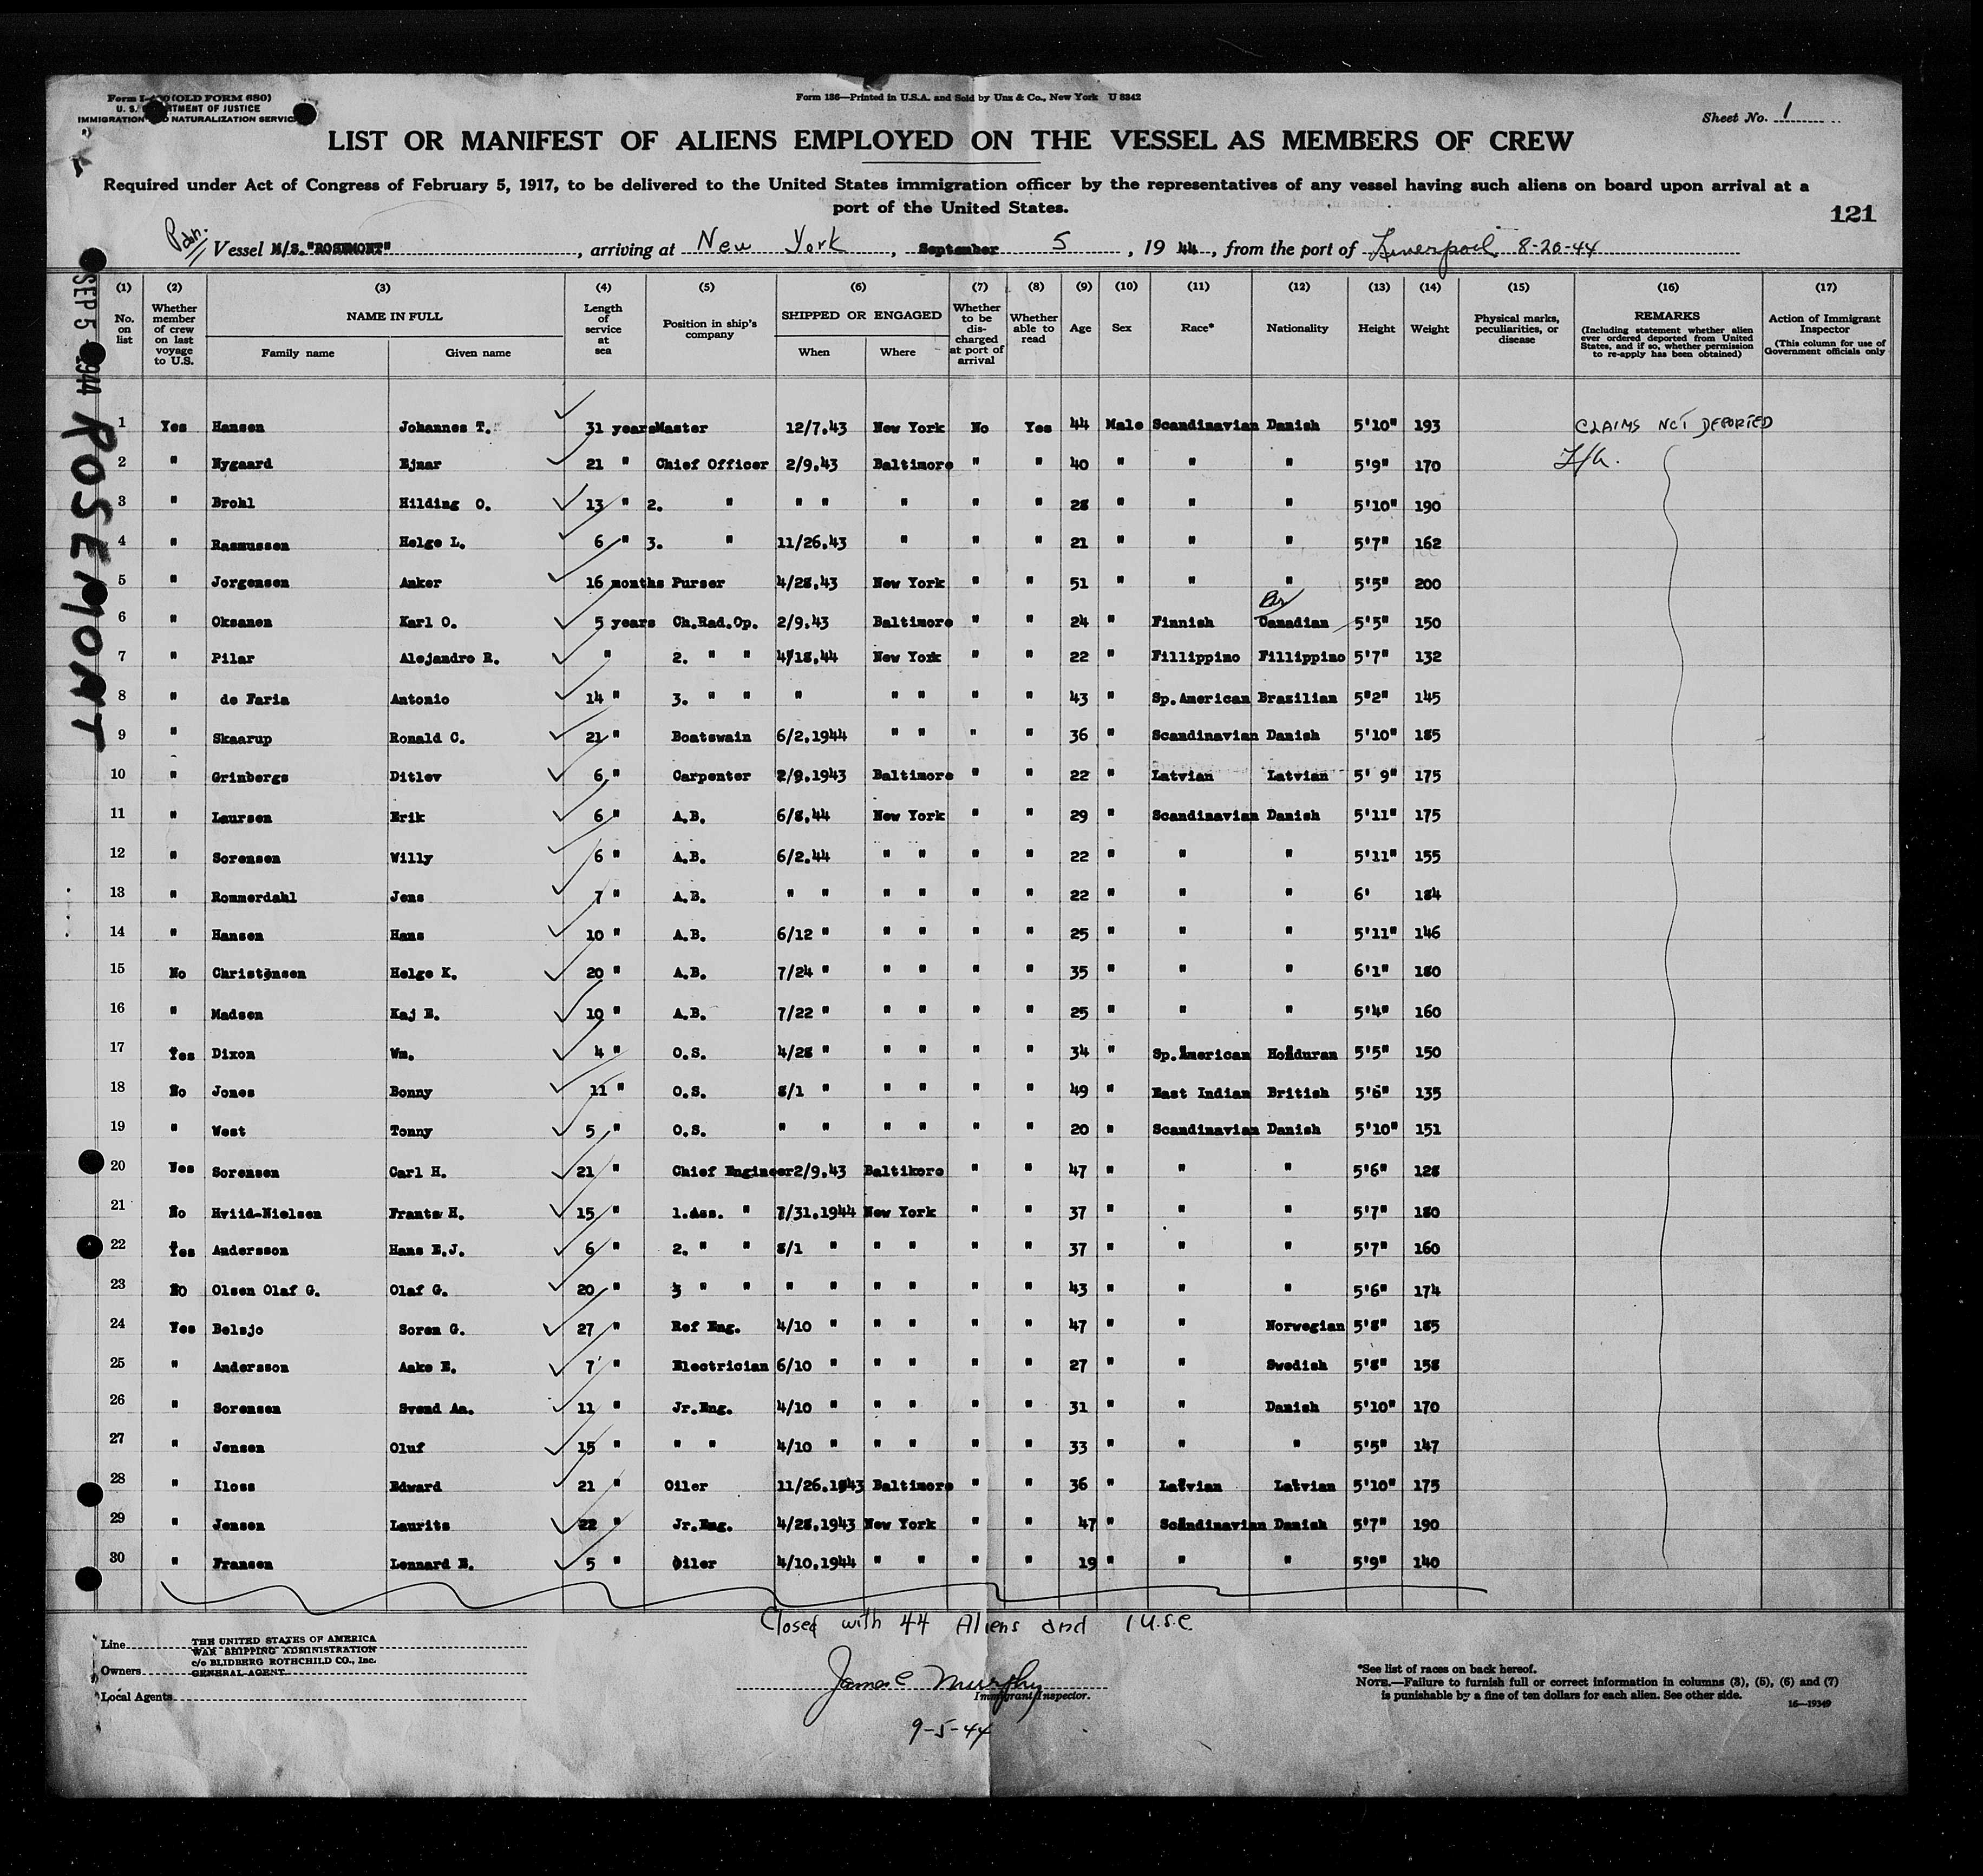 Form I-480 (OLD FORM 680)
U. S. DEPARTMENT OF JUSTICE
IMMIGRATION AND NATURALIZATION SERVICE
Form 136—Printed in U.S.A. and Sold by Unz & Co., New York U 8342
Sheet No. 1
LIST OR MANIFEST OF ALIENS EMPLOYED ON THE VESSEL AS MEMBERS OF CREW
Required under Act of Congress of February 5, 1917, to be delivered to the United States immigration officer by the representatives of any vessel having such aliens on board upon arrival at a
port of the United States.
121
Pan. Vessel M/S. "ROSEMONT", arriving at New York, September 5, 19 44, from the port of Liverpool 8-20-44
SEP 5 1944 ROSEMONT
(1) No. on list (2) Whether member of crew on last voyage to U.S. (3) NAME IN FULL Family name Given name (4) Length of service at sea (5) Position in ship's company (6) SHIPPED OR ENGAGED When Where (7) Whether to be discharged at port of arrival (8) Whether able to read (9) Age (10) Sex (11) Race* (12) Nationality (13) Height (14) Weight (15) Physical marks, peculiarities, or disease (16) REMARKS (Including statement whether alien ever ordered deported from United States, and if so, whether permission to re-apply has been obtained) (17) Action of Immigrant Inspector (This column for use of Government officials only
1 Yes Hansen Johannes T. 31 years Master 12/7.43 New York No Yes 44 Male Scandinavian Danish 5'10" 193 CLAIMS NOT DEPORTED
2 " Nygaard Ejnar 21 " Chief Officer 2/9.43 Baltimore " " 40 " " " 5'9" 170
3 " Brohl Hilding O. 13 " 2. " " " " " " 28 " " " 5'10" 190
4 " Rasmussen Helge L. 6 " 3. " 11/26.43 " " " 21 " " " 5'7" 162
5 " Jorgensen Anker 16 months Purser 4/28.43 New York " " 51 " " " 5'5" 200
6 " Oksanen Karl O. 5 years Ch.Rad.Op. 2/9.43 Baltimore " " 24 " Finnish Br Canadian 5'5" 150
7 " Pilar Alejandro R. " 2. " " 4/18.44 New York " " 22 " Fillippino Fillippino 5'7" 132
8 " de Faria Antonio 14 " 3. " " " " " " " 43 " Sp.American Brazilian 5"2" 145
9 " Skaarup Ronald C. 21 " Boatswain 6/2.1944 " " " " 36 " Scandinavian Danish 5'10" 185
10 " Grinbergs Ditlev 6 " Carpenter 2/9.1943 Baltimore " " 22 " Latvian Latvian 5' 9" 175
11 " Laursen Erik 6 " A.B. 6/8.44 New York " " 29 " Scandinavian Danish 5'11" 175
12 " Sorensen Willy 6 " A.B. 6/2.44 " " " " 22 " " " 5'11" 155
13 " Rommerdahl Jens 7 " A.B. " " " " " " 22 " " " 6' 184
14 " Hansen Hans 10 " A.B. 6/12 " " " " " 25 " " " 5'11" 146
15 No Christensen Helge K. 20 " A.B. 7/24 " " " " " 35 " " " 6'1" 180
16 " Madsen Kaj E. 10 " A.B. 7/22 " " " " " 25 " " " 5'4" 160
17 Yes Dixon Wm. 4 " O.S. 4/28 " " " " " 34 " Sp.American Honduran 5'5" 150
18 No Jones Bonny 11 " O.S. 8/1 " " " " " 49 " East Indian British 5'6" 135
19 " West Tonny 5 " O.S. " " " " " " 20 " Scandinavian Danish 5'10" 151
20 Yes Sorensen Carl H. 21 " Chief Engineer 2/9.43 Baltikore " " 47 " " " 5'6" 128
21 No Hviid-Nielsen Frants H. 15 " 1.Ass. " 7/31.1944 New York " " 37 " " " 5'7" 180
22 Yes Andersson Hans E.J. 6 " 2. " " 8/1 " " " " " 37 " " " 5'7" 160
23 No Olsen Olaf G. Olaf G. 20 " 3 " " " " " " " " 43 " " " 5'6" 174
24 Yes Belsjo Soren G. 27 " Ref Eng. 4/10 " " " " " 47 " " Norwegian 5'8" 185
25 " Andersson Aake E. 7 " Electrician 6/10 " " " " " 27 " " Swedish 5'8" 158
26 " Sorensen Svend Aa. 11 " Jr.Eng. 4/10 " " " " " 31 " " Danish 5'10" 170
27 " Jensen Oluf 15 " " " 4/10 " " " " " 33 " " " 5'5" 147
28 " Iloss Edward 21 " Oiler 11/26.1943 Baltimore " " 36 " Latvian Latvian 5'10" 175
29 " Jensen Laurits 22 " Jr.Eng. 4/28.1943 New York " " 47 " Scandinavian Danish 5'7" 190
30 " Fransen Lennard E. 5 " Oiler 4/10.1944 " " " " 19 " " " 5'9" 140
Closed with 44 Aliens and 1 U.S.C
Line THE UNITED STATES OF AMERICA
WAR SHIPPING ADMINISTRATION
Owners c/o BLIDBERG ROTHCHILD CO., Inc.
GENERAL AGENT
Local Agents
James C Murphy
Immigrant Inspector.
9-5-44
*See list of races on back hereof.
NOTE.—Failure to furnish full or correct information in columns (3), (5), (6) and (7)
is punishable by a fine of ten dollars for each alien. See other side.
16—19349